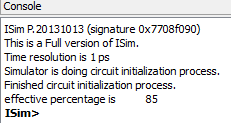 Console
ISim P.20131013 (signature 0x7708f090)
This is a Full version of ISim.
Time resolution is 1 ps
Simulator is doing circuit initialization process.
Finished circuit initialization process.
effective percentage is 85
ISim>